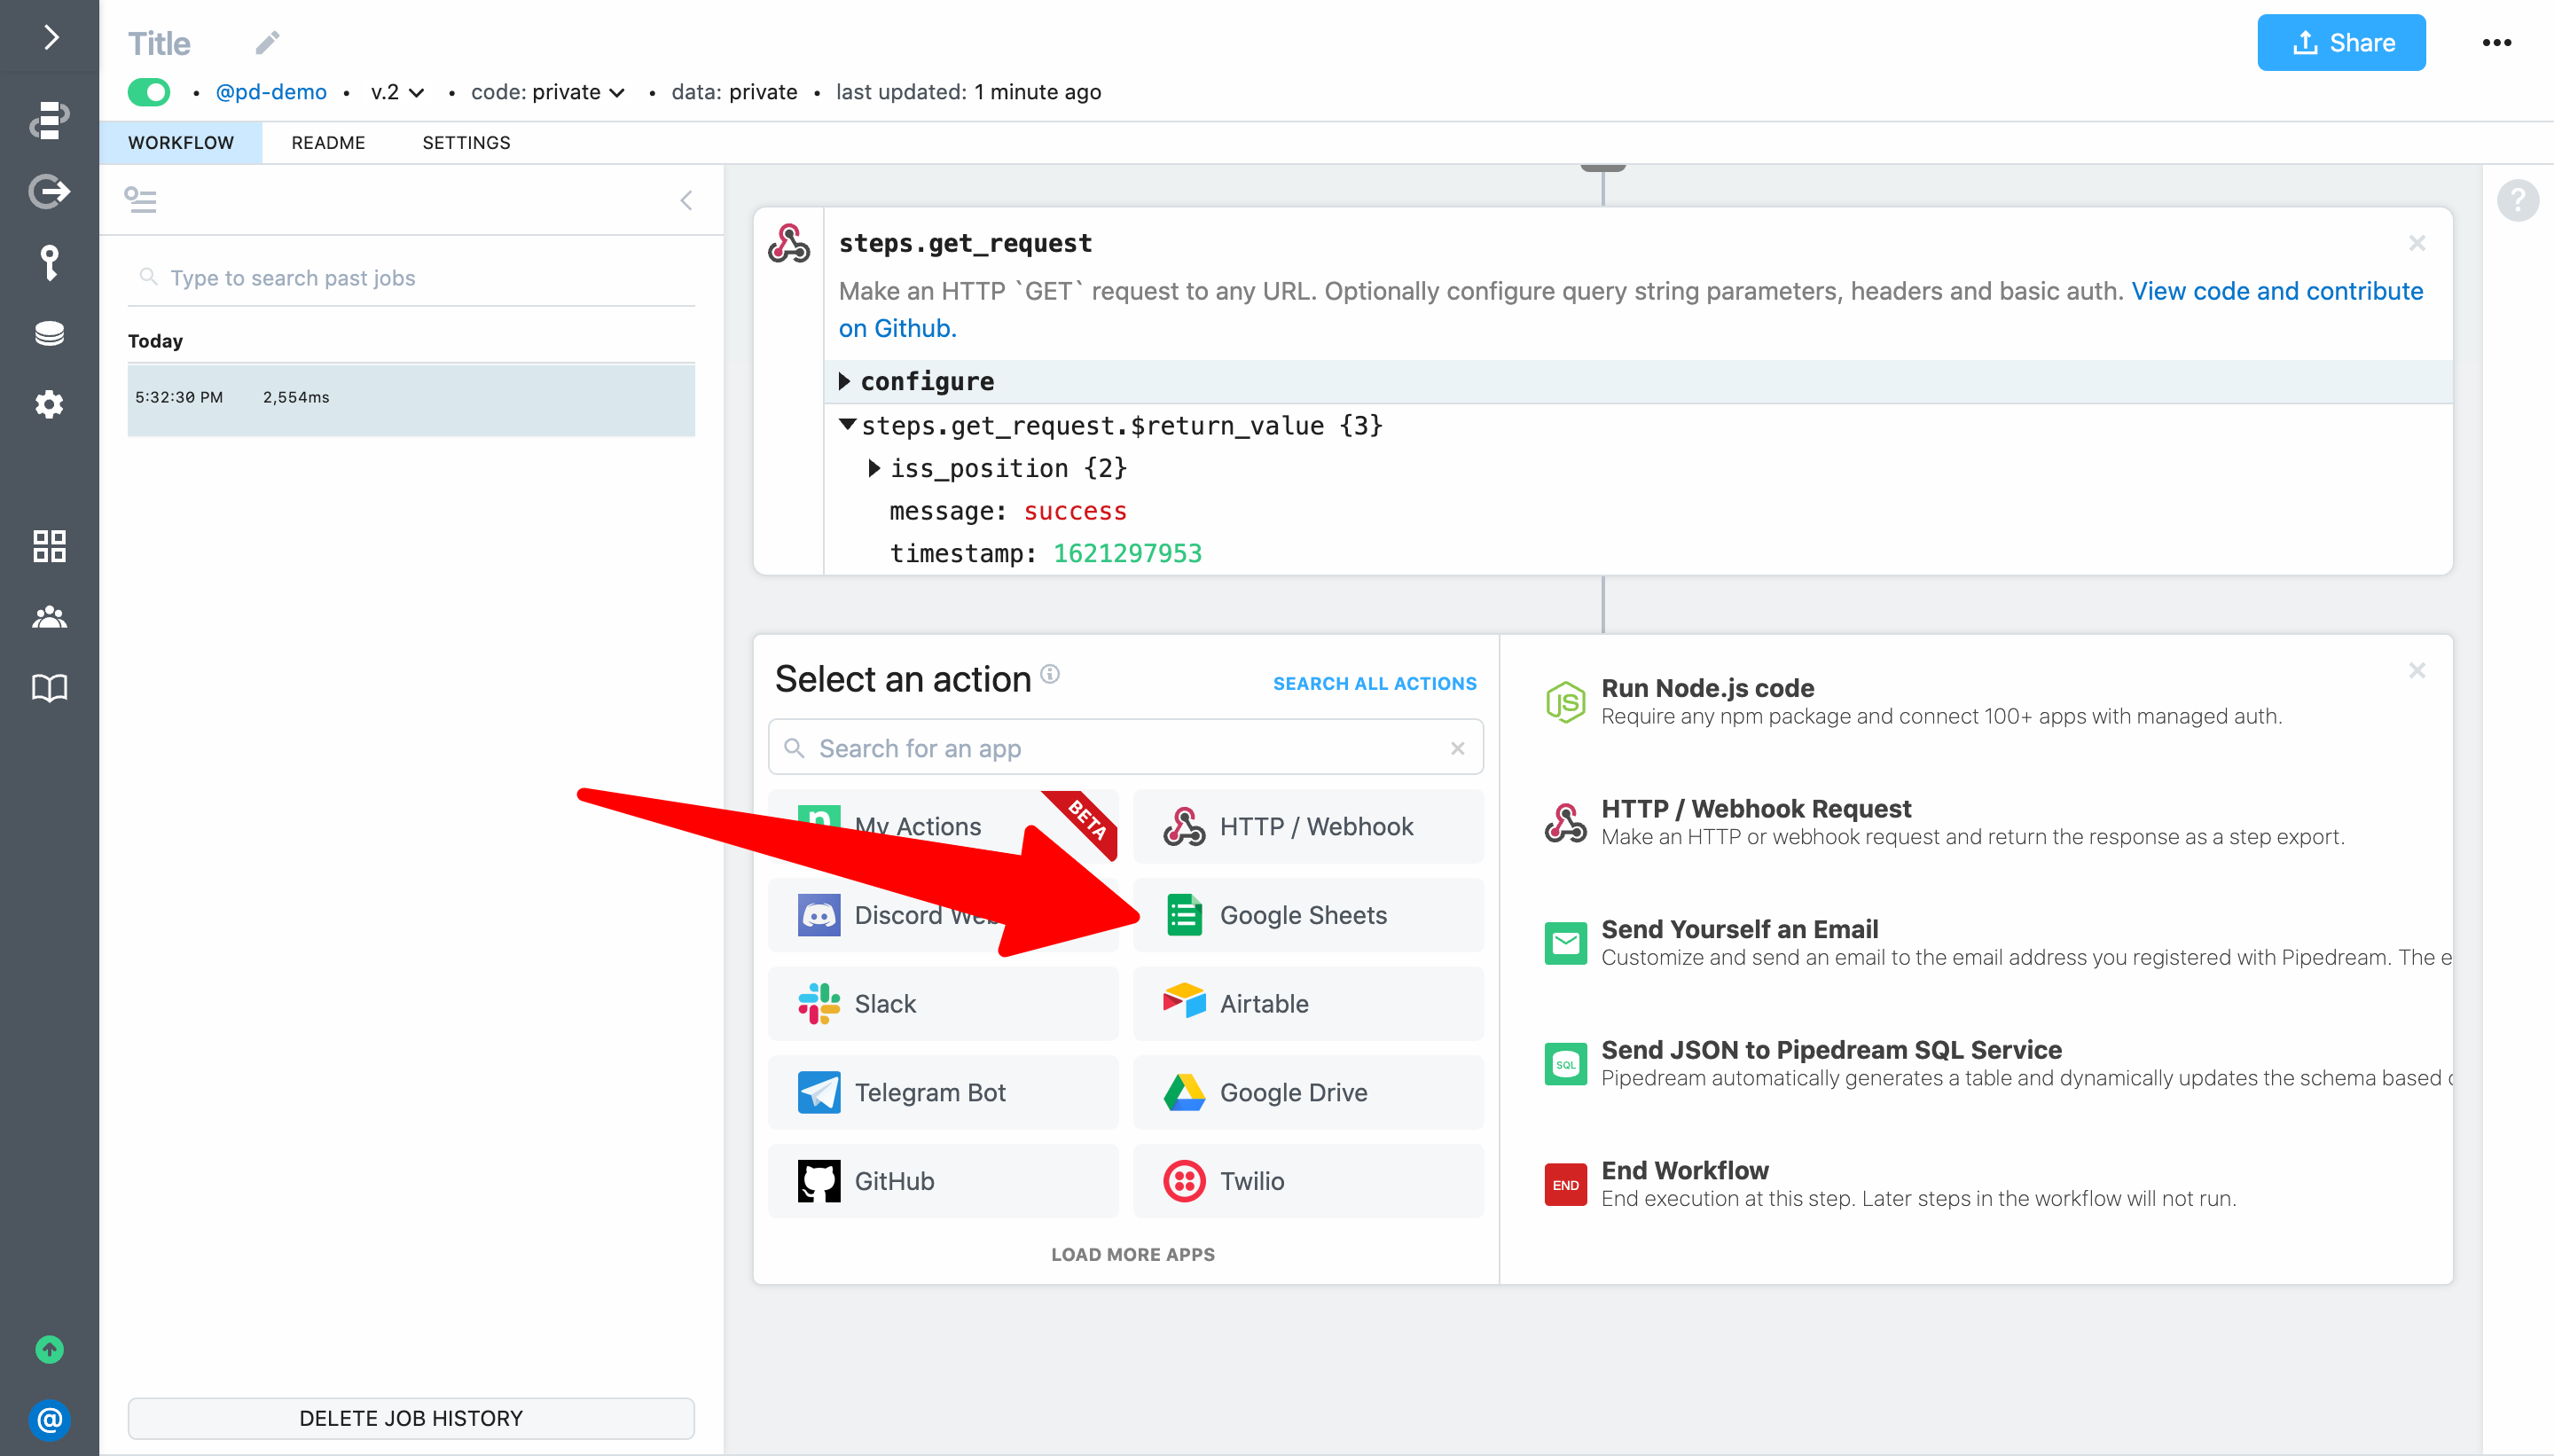 Title
Share
• @pd-demo • v.2 • code: private • data: private • last updated: 1 minute ago
WORKFLOW README SETTINGS
Type to search past jobs
Today
5:32:30 PM 2,554ms
DELETE JOB HISTORY
steps.get_request
Make an HTTP `GET` request to any URL. Optionally configure query string parameters, headers and basic auth. View code and contribute
on Github.
configure
steps.get_request.$return_value {3}
iss_position {2}
message: success
timestamp: 1621297953
Select an action
SEARCH ALL ACTIONS
Search for an app
My Actions
BETA
HTTP / Webhook
Discord
Google Sheets
Slack
Airtable
Telegram Bot
Google Drive
GitHub
Twilio
LOAD MORE APPS
JS
Run Node.js code
Require any npm package and connect 100+ apps with managed auth.
HTTP / Webhook Request
Make an HTTP or webhook request and return the response as a step export.
Send Yourself an Email
Customize and send an email to the email address you registered with Pipedream. The
SQL
Send JSON to Pipedream SQL Service
Pipedream automatically generates a table and dynamically updates the schema based
END
End Workflow
End execution at this step. Later steps in the workflow will not run.
?
@